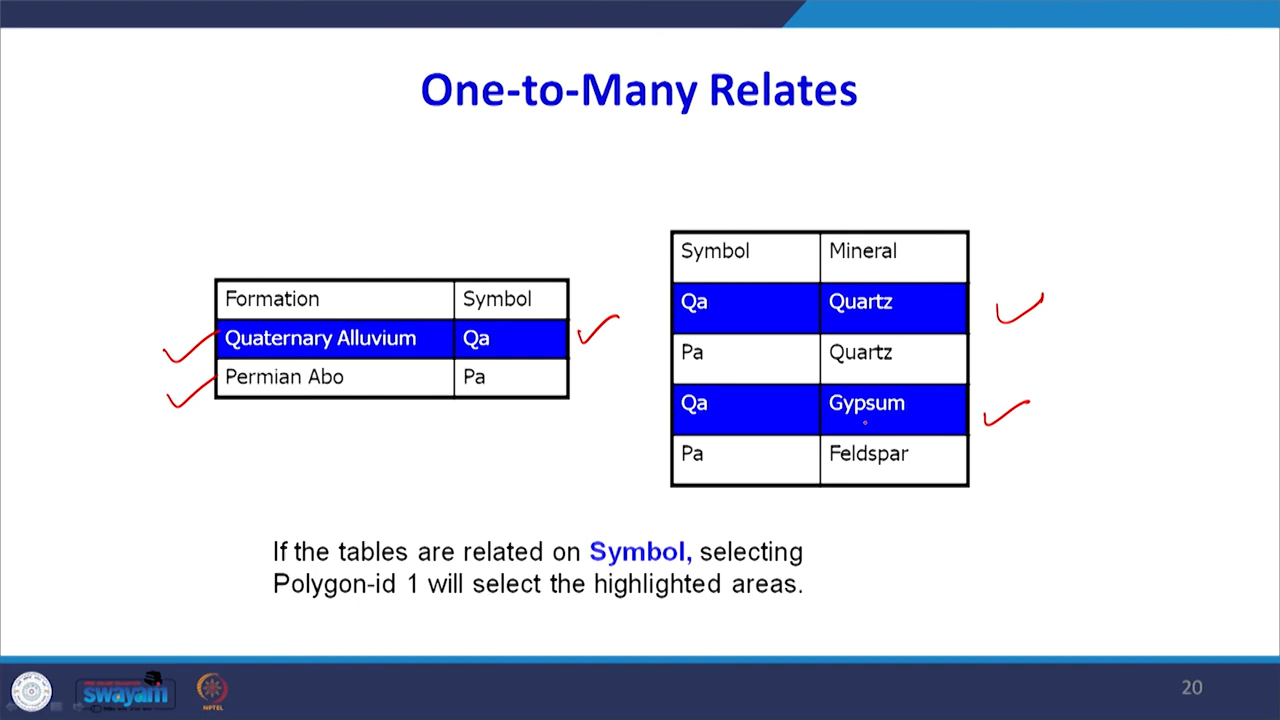 One-to-Many Relates
Formation Symbol
Quaternary Alluvium Qa
Permian Abo Pa
Symbol Mineral
Qa Quartz
Pa Quartz
Qa Gypsum
Pa Feldspar
If the tables are related on Symbol, selecting
Polygon-id 1 will select the highlighted areas.
swayam
NPTEL
20